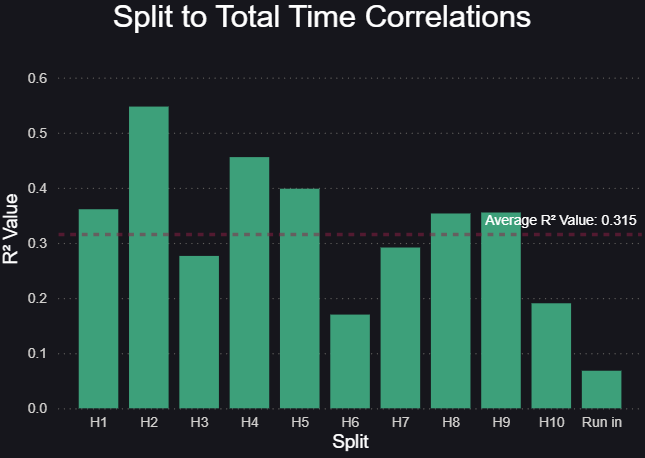 Split to Total Time Correlations
R² Value
0.6
0.5
0.4
0.3
0.2
0.1
0.0
Average R² Value: 0.315
H1 H2 H3 H4 H5 H6 H7 H8 H9 H10 Run in
Split